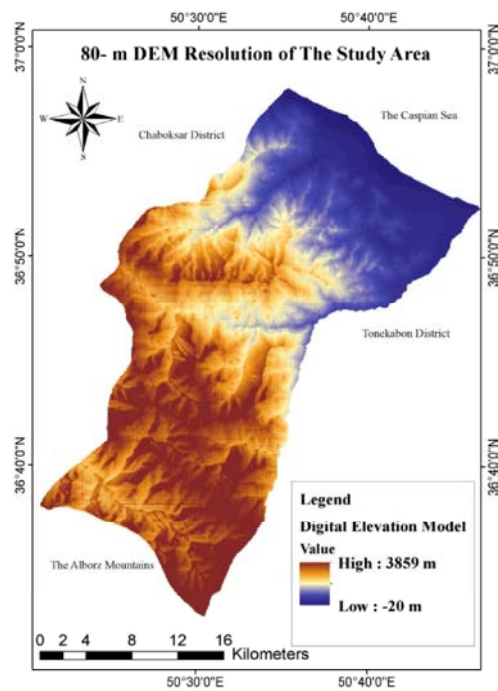 50°30'0"E
50°40'0"E
37°0'0"N
37°0'0"N
80- m DEM Resolution of The Study Area
N
W
E
S
The Caspian Sea
Chaboksar District
36°50'0"N
36°50'0"N
Tonekabon District
36°40'0"N
36°40'0"N
Legend
Digital Elevation Model
Value
High : 3859 m
Low : -20 m
The Alborz Mountains
0 2 4 8 12 16
Kilometers
50°30'0"E
50°40'0"E